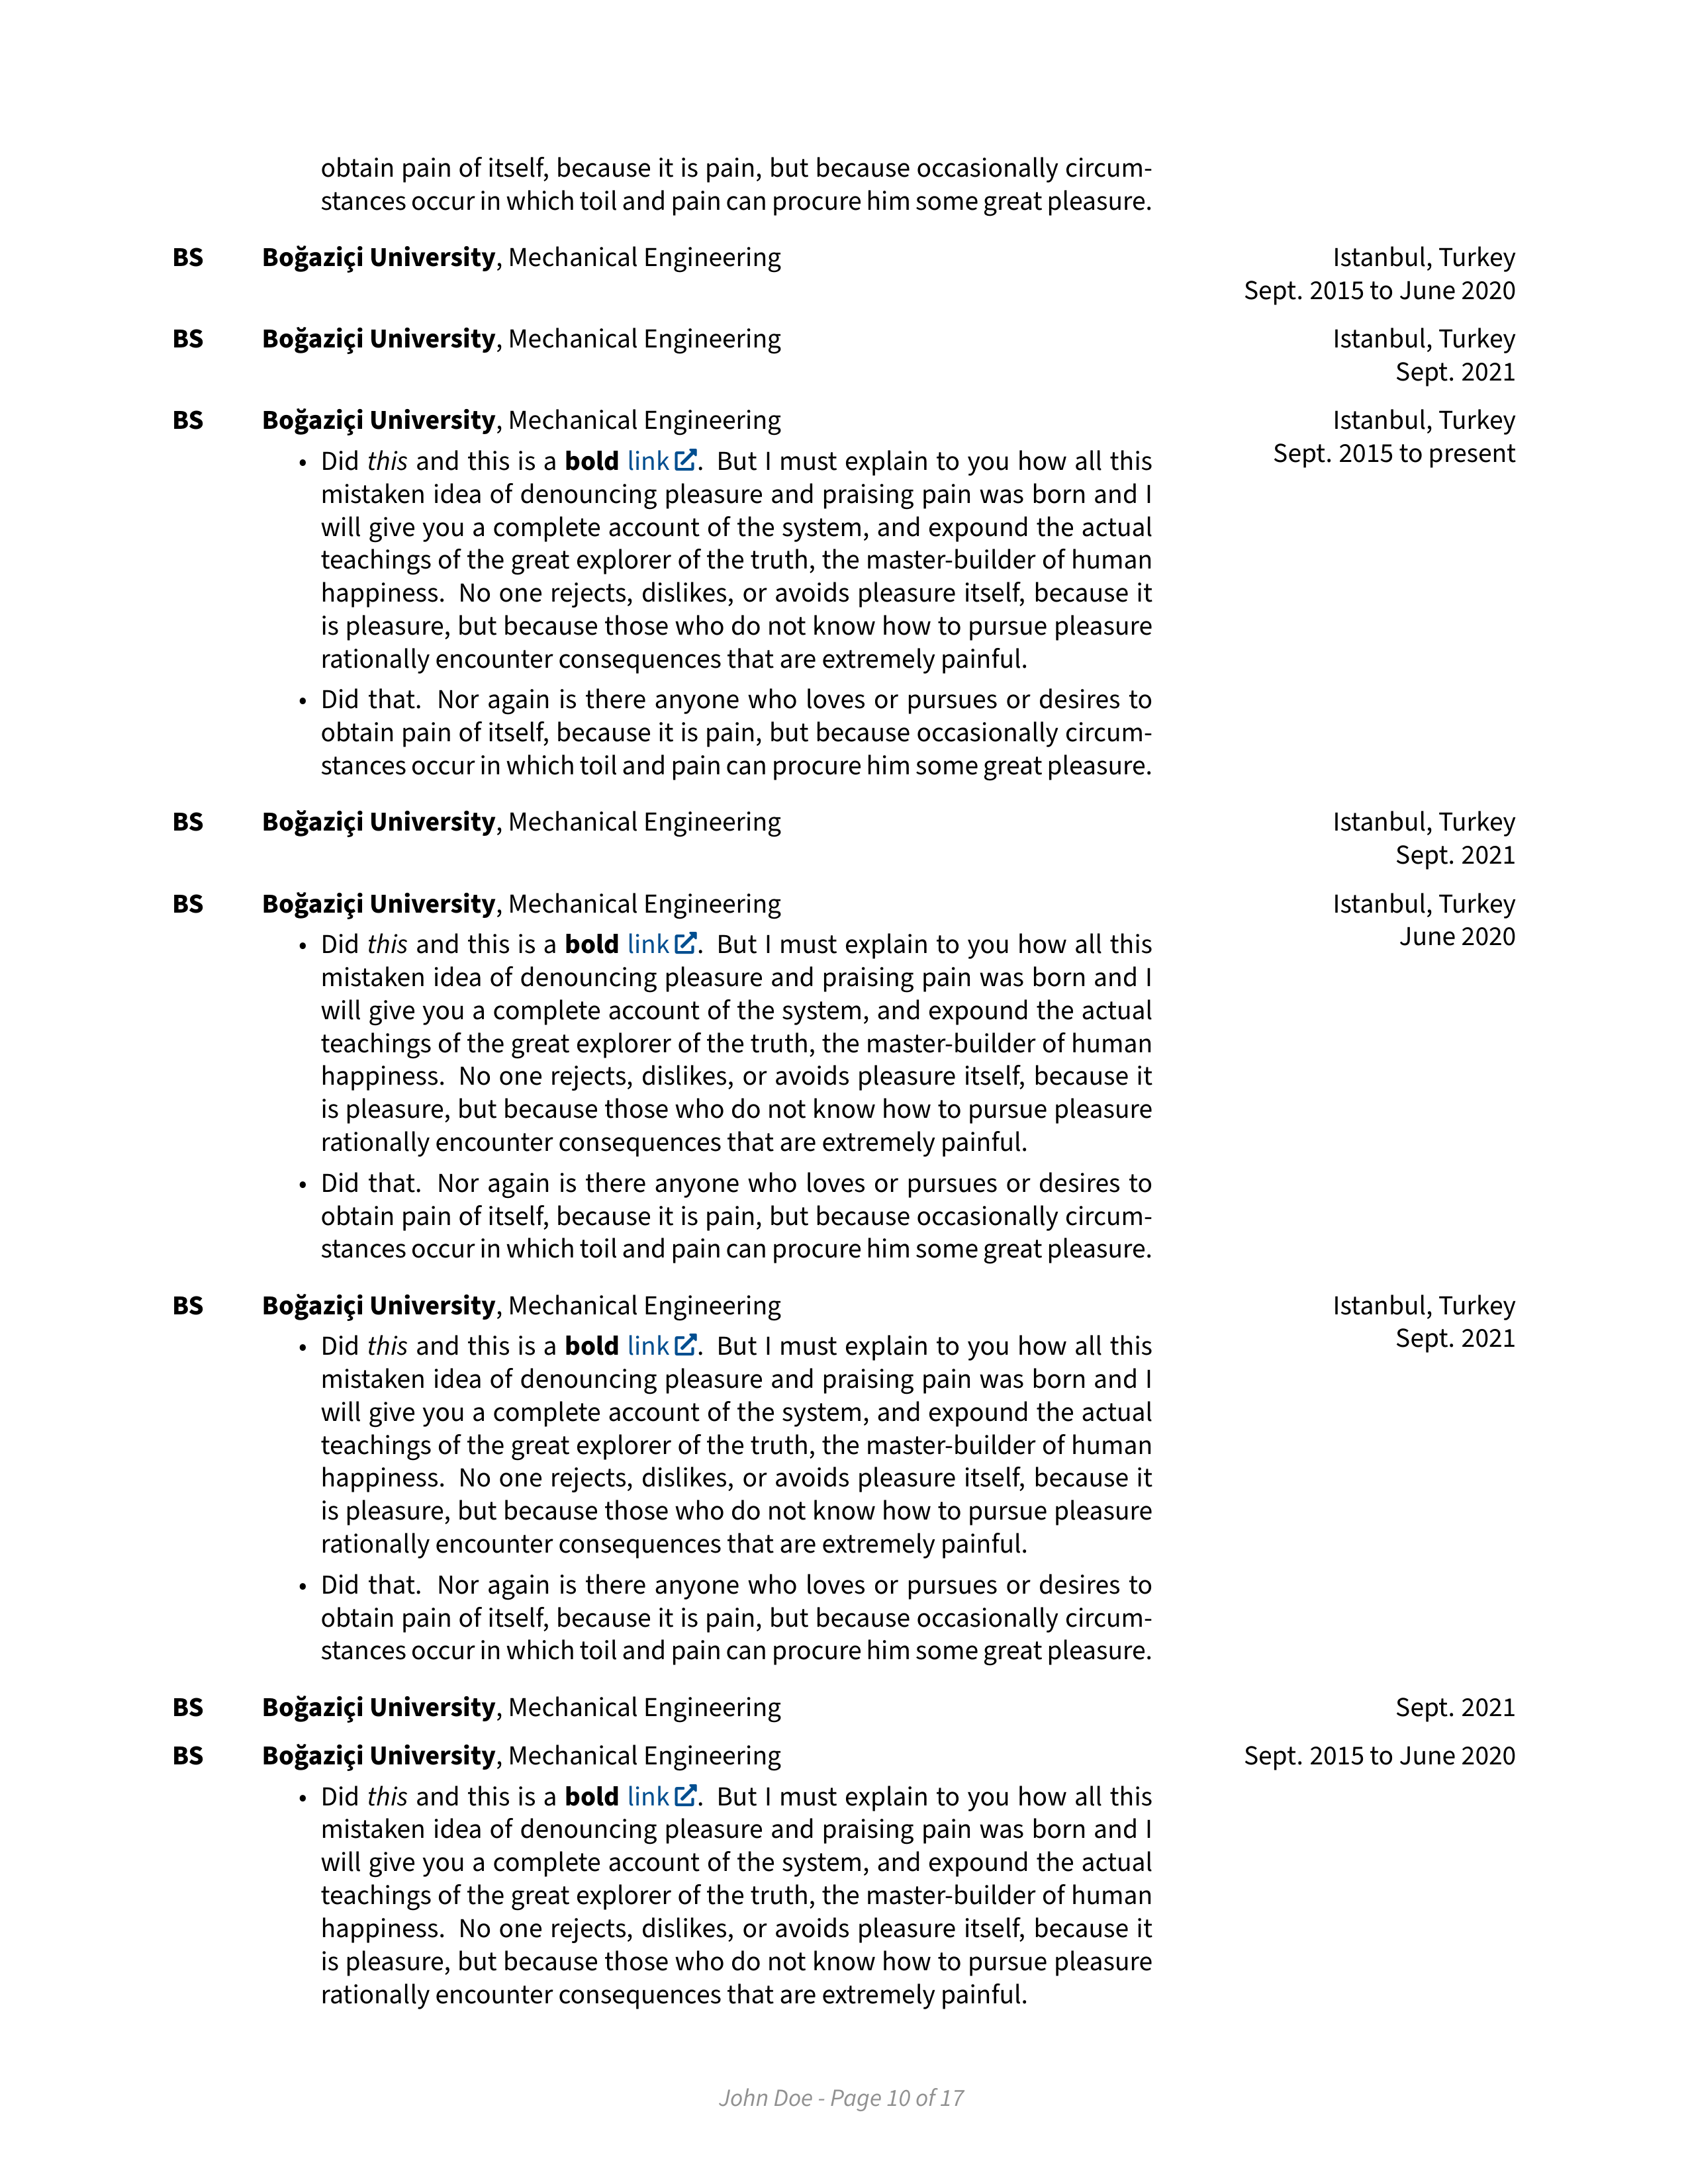 obtain pain of itself, because it is pain, but because occasionally circum-
stances occur in which toil and pain can procure him some great pleasure.
BS Boğaziçi University, Mechanical Engineering Istanbul, Turkey
Sept. 2015 to June 2020
BS Boğaziçi University, Mechanical Engineering Istanbul, Turkey
Sept. 2021
BS Boğaziçi University, Mechanical Engineering Istanbul, Turkey
Sept. 2015 to present
• Did this and this is a bold link. But I must explain to you how all this
mistaken idea of denouncing pleasure and praising pain was born and I
will give you a complete account of the system, and expound the actual
teachings of the great explorer of the truth, the master-builder of human
happiness. No one rejects, dislikes, or avoids pleasure itself, because it
is pleasure, but because those who do not know how to pursue pleasure
rationally encounter consequences that are extremely painful.
• Did that. Nor again is there anyone who loves or pursues or desires to
obtain pain of itself, because it is pain, but because occasionally circum-
stances occur in which toil and pain can procure him some great pleasure.
BS Boğaziçi University, Mechanical Engineering Istanbul, Turkey
Sept. 2021
BS Boğaziçi University, Mechanical Engineering Istanbul, Turkey
June 2020
• Did this and this is a bold link. But I must explain to you how all this
mistaken idea of denouncing pleasure and praising pain was born and I
will give you a complete account of the system, and expound the actual
teachings of the great explorer of the truth, the master-builder of human
happiness. No one rejects, dislikes, or avoids pleasure itself, because it
is pleasure, but because those who do not know how to pursue pleasure
rationally encounter consequences that are extremely painful.
• Did that. Nor again is there anyone who loves or pursues or desires to
obtain pain of itself, because it is pain, but because occasionally circum-
stances occur in which toil and pain can procure him some great pleasure.
BS Boğaziçi University, Mechanical Engineering Istanbul, Turkey
Sept. 2021
• Did this and this is a bold link. But I must explain to you how all this
mistaken idea of denouncing pleasure and praising pain was born and I
will give you a complete account of the system, and expound the actual
teachings of the great explorer of the truth, the master-builder of human
happiness. No one rejects, dislikes, or avoids pleasure itself, because it
is pleasure, but because those who do not know how to pursue pleasure
rationally encounter consequences that are extremely painful.
• Did that. Nor again is there anyone who loves or pursues or desires to
obtain pain of itself, because it is pain, but because occasionally circum-
stances occur in which toil and pain can procure him some great pleasure.
BS Boğaziçi University, Mechanical Engineering Sept. 2021
BS Boğaziçi University, Mechanical Engineering Sept. 2015 to June 2020
• Did this and this is a bold link. But I must explain to you how all this
mistaken idea of denouncing pleasure and praising pain was born and I
will give you a complete account of the system, and expound the actual
teachings of the great explorer of the truth, the master-builder of human
happiness. No one rejects, dislikes, or avoids pleasure itself, because it
is pleasure, but because those who do not know how to pursue pleasure
rationally encounter consequences that are extremely painful.
John Doe - Page 10 of 17